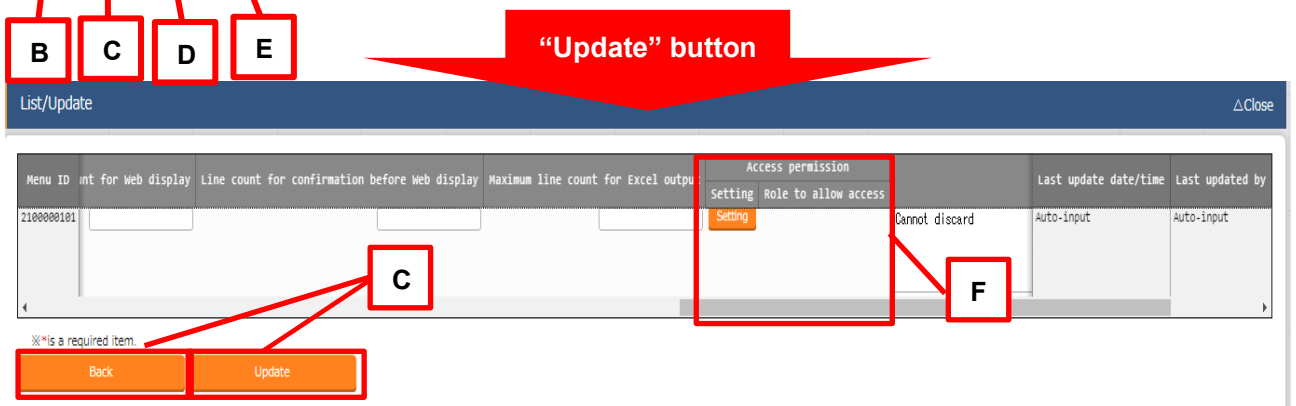 B C D E
“Update” button
List/Update △Close
Access permission
Menu ID unt for Web display Line count for confirmation before Web display Maximum line count for Excel output Last update date/time Last updated by
Setting Role to allow access
2100000101 Setting Cannot discard Auto-input Auto-input
C
F
※*is a required item.
Back Update